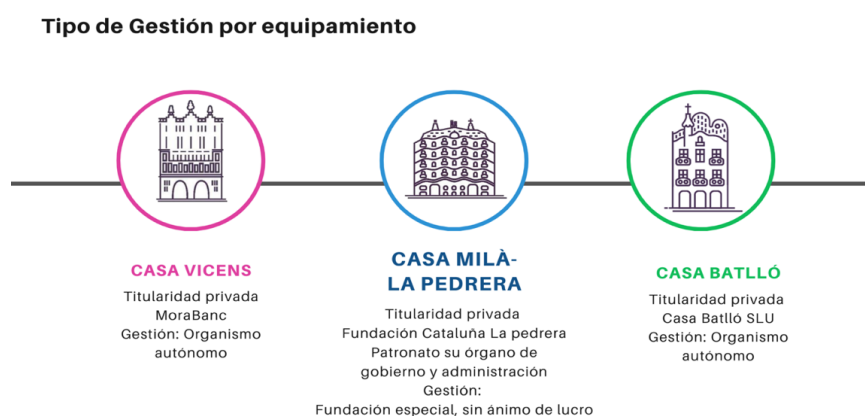 Tipo de Gestión por equipamiento
CASA VICENS
Titularidad privada
MoraBanc
Gestión: Organismo
autónomo
CASA MILÀ-
LA PEDRERA
Titularidad privada
Fundación Cataluña La pedrera
Patronato su órgano de
gobierno y administración
Gestión:
Fundación especial, sin ánimo de lucro
CASA BATLLÓ
Titularidad privada
Casa Batlló SLU
Gestión: Organismo
autónomo